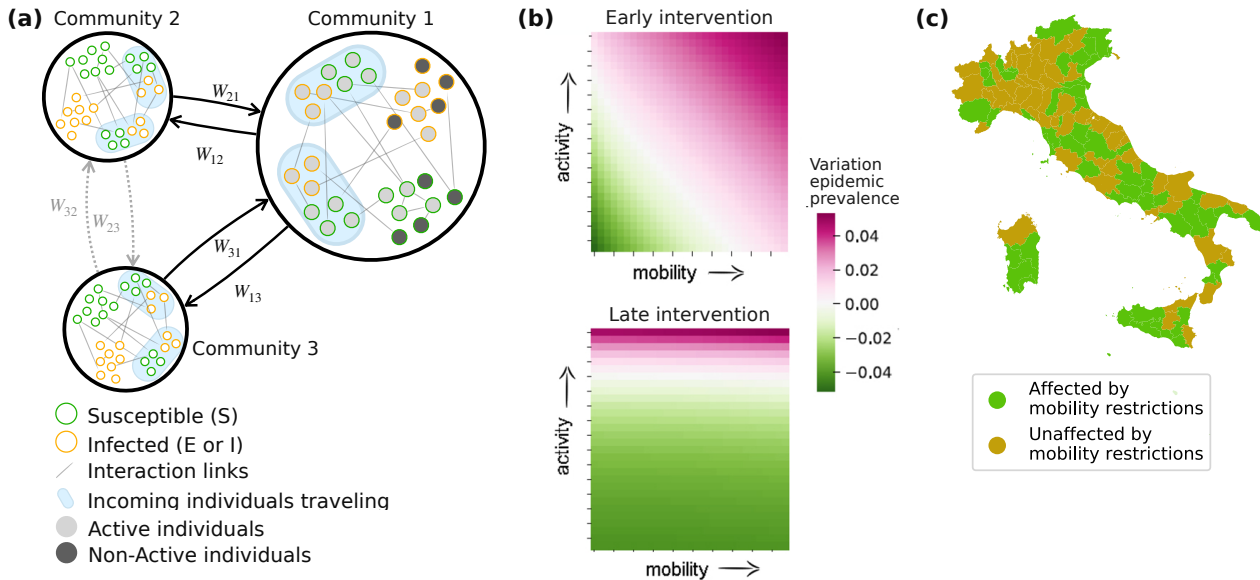 (a)
Community 2
Community 1
W21
W12
W32
W23
W31
W13
Community 3
Susceptible (S)
Infected (E or I)
Interaction links
Incoming individuals traveling
Active individuals
Non-Active individuals
(b)
Early intervention
activity
mobility
Late intervention
activity
mobility
Variation
epidemic
prevalence
0.04
0.02
0.00
−0.02
−0.04
(c)
Affected by
mobility restrictions
Unaffected by
mobility restrictions